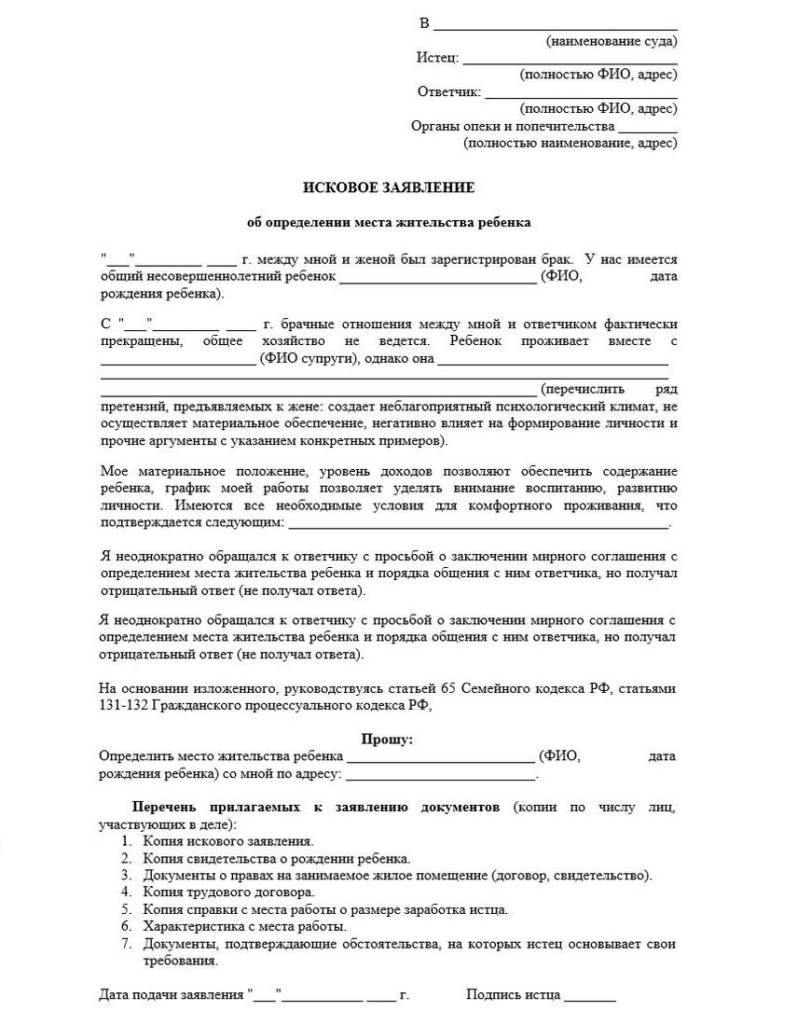 В ___________________________________
(наименование суда)
Истец: _______________________________
(полностью ФИО, адрес)
Ответчик: ____________________________
(полностью ФИО, адрес)
Органы опеки и попечительства ________
(полностью наименование, адрес)
ИСКОВОЕ ЗАЯВЛЕНИЕ
об определении места жительства ребенка
"___"_________ ____ г. между мной и женой был зарегистрирован брак. У нас имеется
общий несовершеннолетний ребенок ___________________________ (ФИО, дата
рождения ребенка).
С "___"_________ ____ г. брачные отношения между мной и ответчиком фактически
прекращены, общее хозяйство не ведется. Ребенок проживает вместе с
_____________________ (ФИО супруги), однако она _______________________________
_____________________________________________________________________________
___________________________________________________________ (перечислить ряд
претензий, предъявляемых к жене: создает неблагоприятный психологический климат, не
осуществляет материальное обеспечение, негативно влияет на формирование личности и
прочие аргументы с указанием конкретных примеров).
Мое материальное положение, уровень доходов позволяют обеспечить содержание
ребенка, график моей работы позволяет уделять внимание воспитанию, развитию
личности. Имеются все необходимые условия для комфортного проживания, что
подтверждается следующим: ____________________________________________________.
Я неоднократно обращался к ответчику с просьбой о заключении мирного соглашения с
определением места жительства ребенка и порядка общения с ним ответчика, но получал
отрицательный ответ (не получал ответа).
Я неоднократно обращался к ответчику с просьбой о заключении мирного соглашения с
определением места жительства ребенка и порядка общения с ним ответчика, но получал
отрицательный ответ (не получал ответа).
На основании изложенного, руководствуясь статьей 65 Семейного кодекса РФ, статьями
131-132 Гражданского процессуального кодекса РФ,
Прошу:
Определить место жительства ребенка __________________________ (ФИО, дата
рождения ребенка) со мной по адресу: __________________________.
Перечень прилагаемых к заявлению документов (копии по числу лиц,
участвующих в деле):
1. Копия искового заявления.
2. Копия свидетельства о рождении ребенка.
3. Документы о правах на занимаемое жилое помещение (договор, свидетельство).
4. Копия трудового договора.
5. Копия справки с места работы о размере заработка истца.
6. Характеристика с места работы.
7. Документы, подтверждающие обстоятельства, на которых истец основывает свои
требования.
Дата подачи заявления "___"___________ ____ г. Подпись истца _______